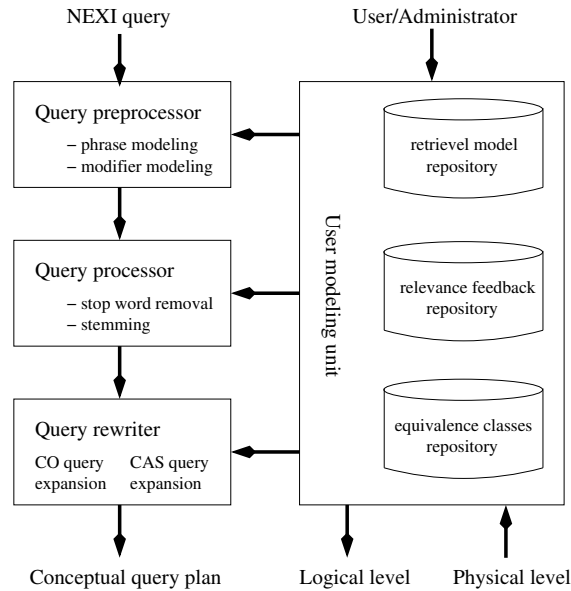 NEXI query
User/Administrator
Query preprocessor
– phrase modeling
– modifier modeling
Query processor
– stop word removal
– stemming
Query rewriter
CO query
expansion
CAS query
expansion
User modeling unit
retrievel model
repository
relevance feedback
repository
equivalence classes
repository
Conceptual query plan
Logical level
Physical level